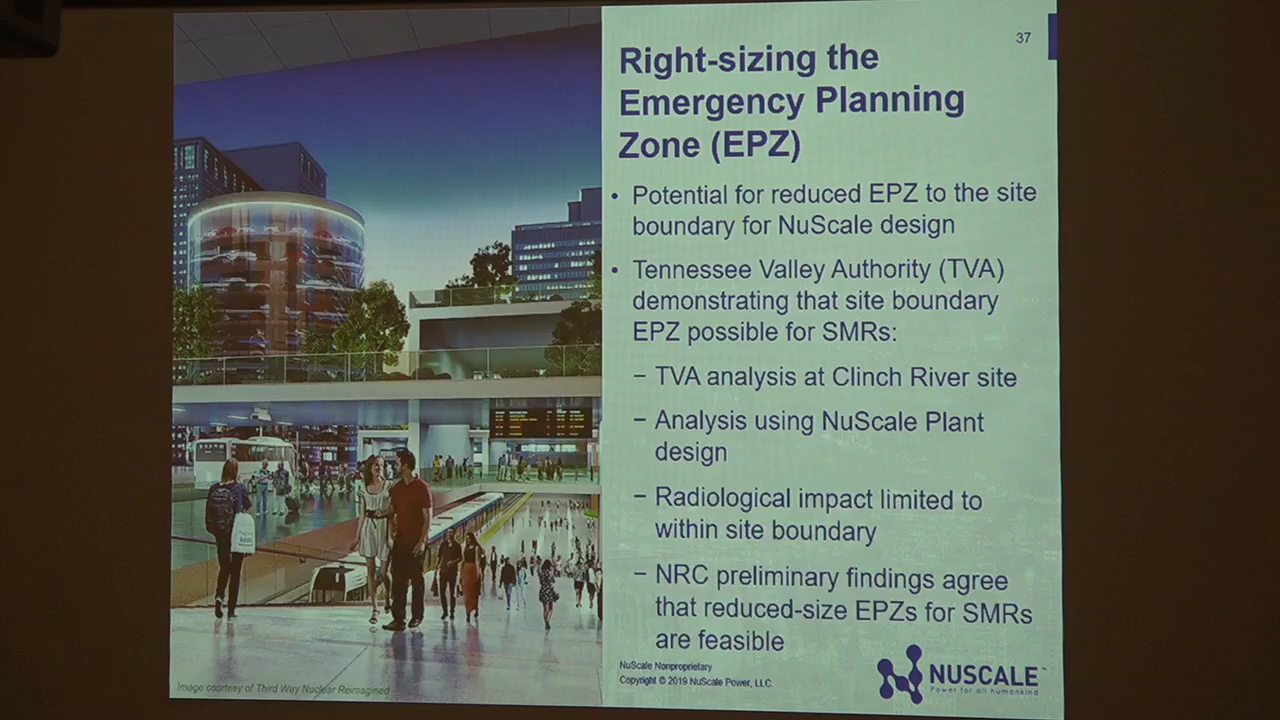 37
Right-sizing the
Emergency Planning
Zone (EPZ)
• Potential for reduced EPZ to the site
boundary for NuScale design
• Tennessee Valley Authority (TVA)
demonstrating that site boundary
EPZ possible for SMRs:
– TVA analysis at Clinch River site
– Analysis using NuScale Plant
design
– Radiological impact limited to
within site boundary
– NRC preliminary findings agree
that reduced-size EPZs for SMRs
are feasible
NuScale Nonproprietary
Copyright © 2019 NuScale Power, LLC.
NUSCALE™
Power for all humankind
Image courtesy of Third Way Nuclear Reimagined